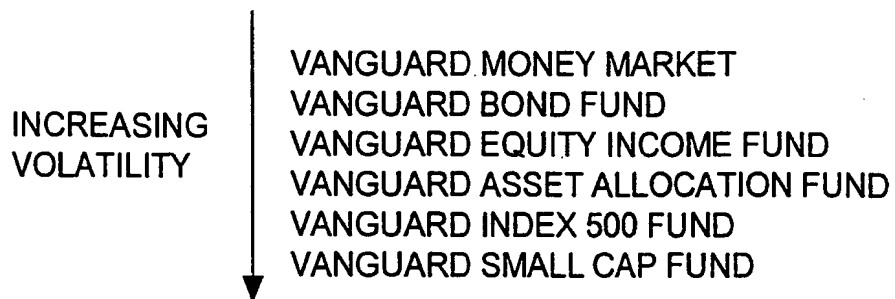 INCREASING
VOLATILITY
VANGUARD MONEY MARKET
VANGUARD BOND FUND
VANGUARD EQUITY INCOME FUND
VANGUARD ASSET ALLOCATION FUND
VANGUARD INDEX 500 FUND
VANGUARD SMALL CAP FUND